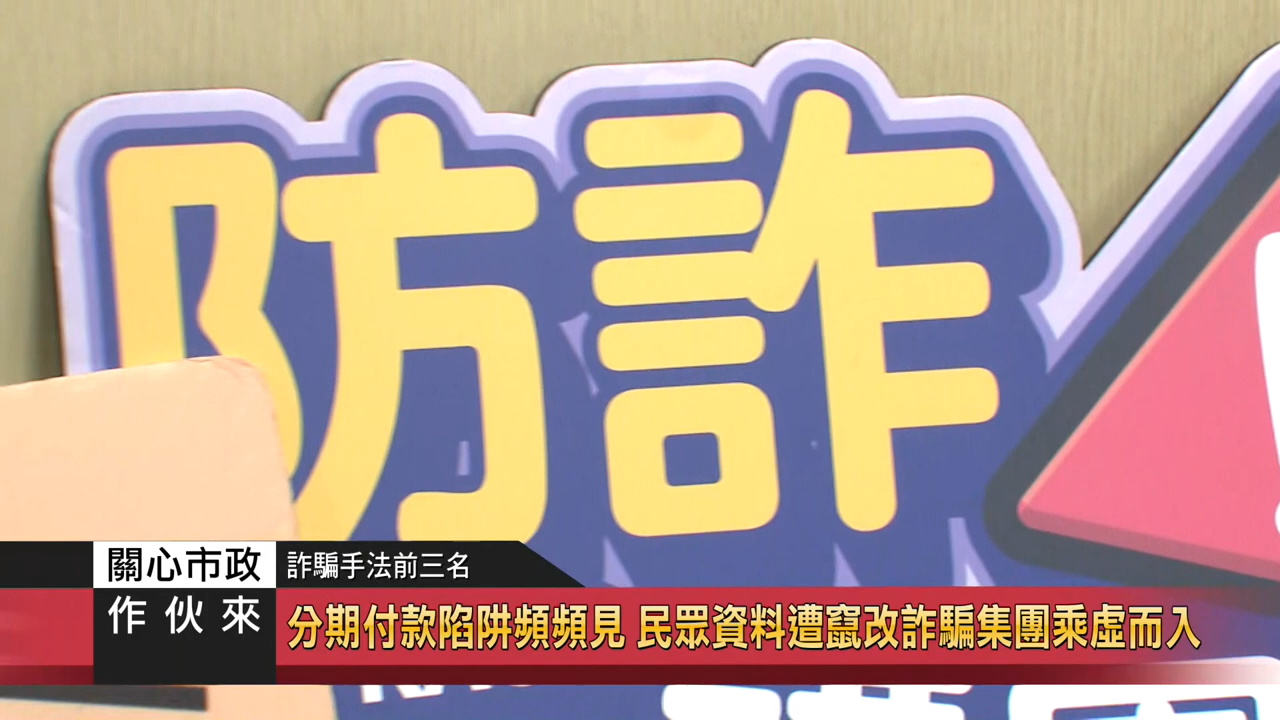 防詐
關心市政
詐騙手法前三名
作伙來
分期付款陷阱頻頻見 民眾資料遭竄改詐騙集團乘虛而入